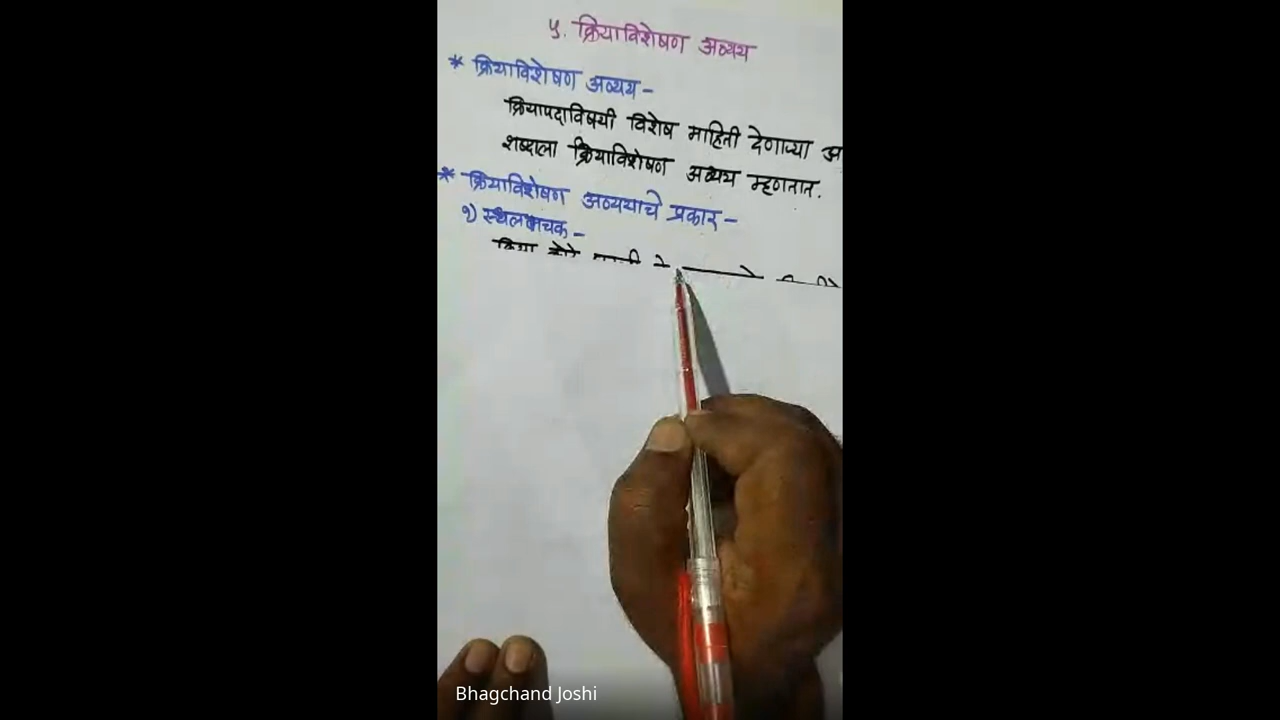 ५. क्रियाविशेषण अव्यय
* क्रियाविशेषण अव्यय-
क्रियापदाविषयी विशेष माहिती देणाऱ्या अ
शब्दाला क्रियाविशेषण अव्यय म्हणतात.
* क्रियाविशेषण अव्ययाचे प्रकार-
१) स्थलवाचक-
क्रिया कोठे
Bhagchand Joshi